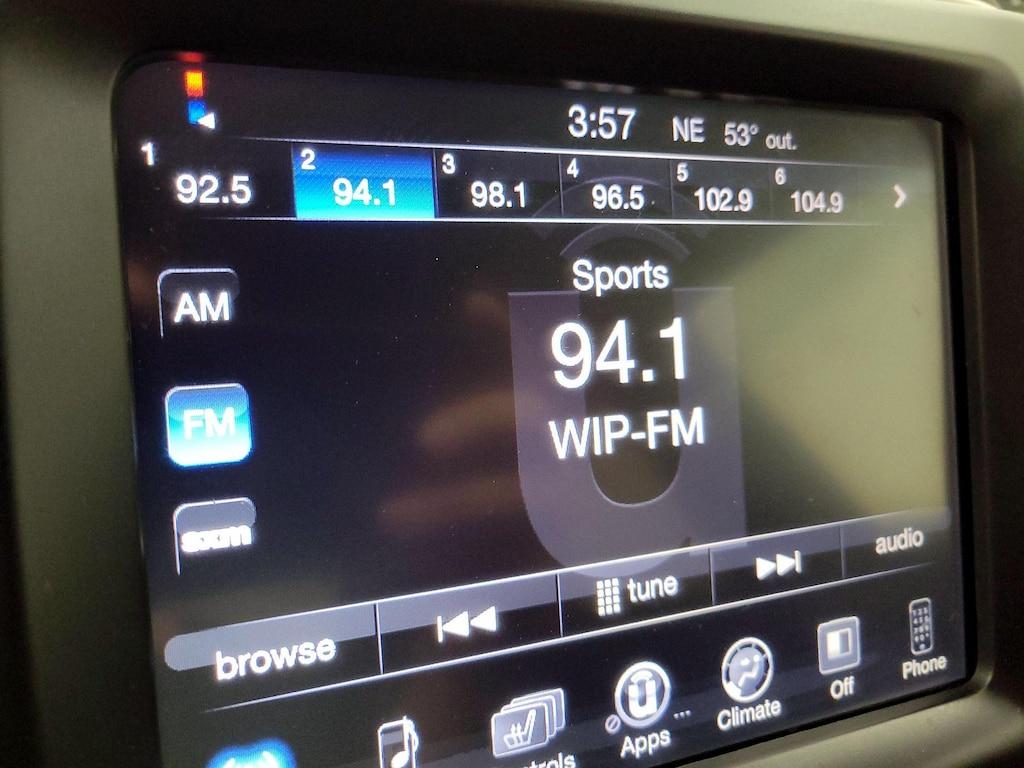 3:57 NE 53° out.
1 2 3 4 5 6
92.5 94.1 98.1 96.5 102.9 104.9
Sports
AM
94.1
FM
WIP-FM
sxm
browse tune audio
Apps Climate Off Phone